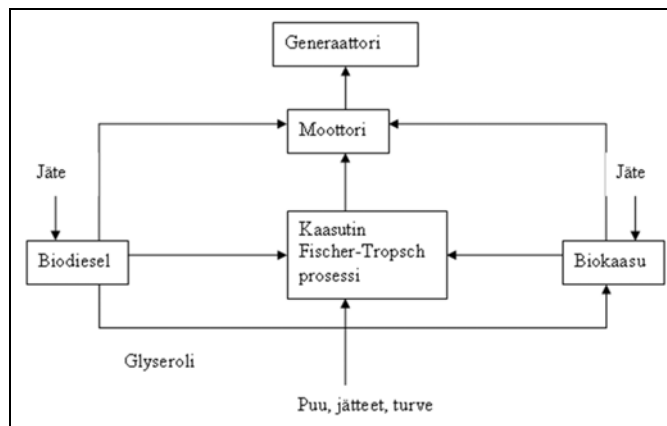 Generaattori
Moottori
Jäte
Jäte
Kaasutin
Fischer-Tropsch
prosessi
Biodiesel
Biokaasu
Glyseroli
Puu, jätteet, turve